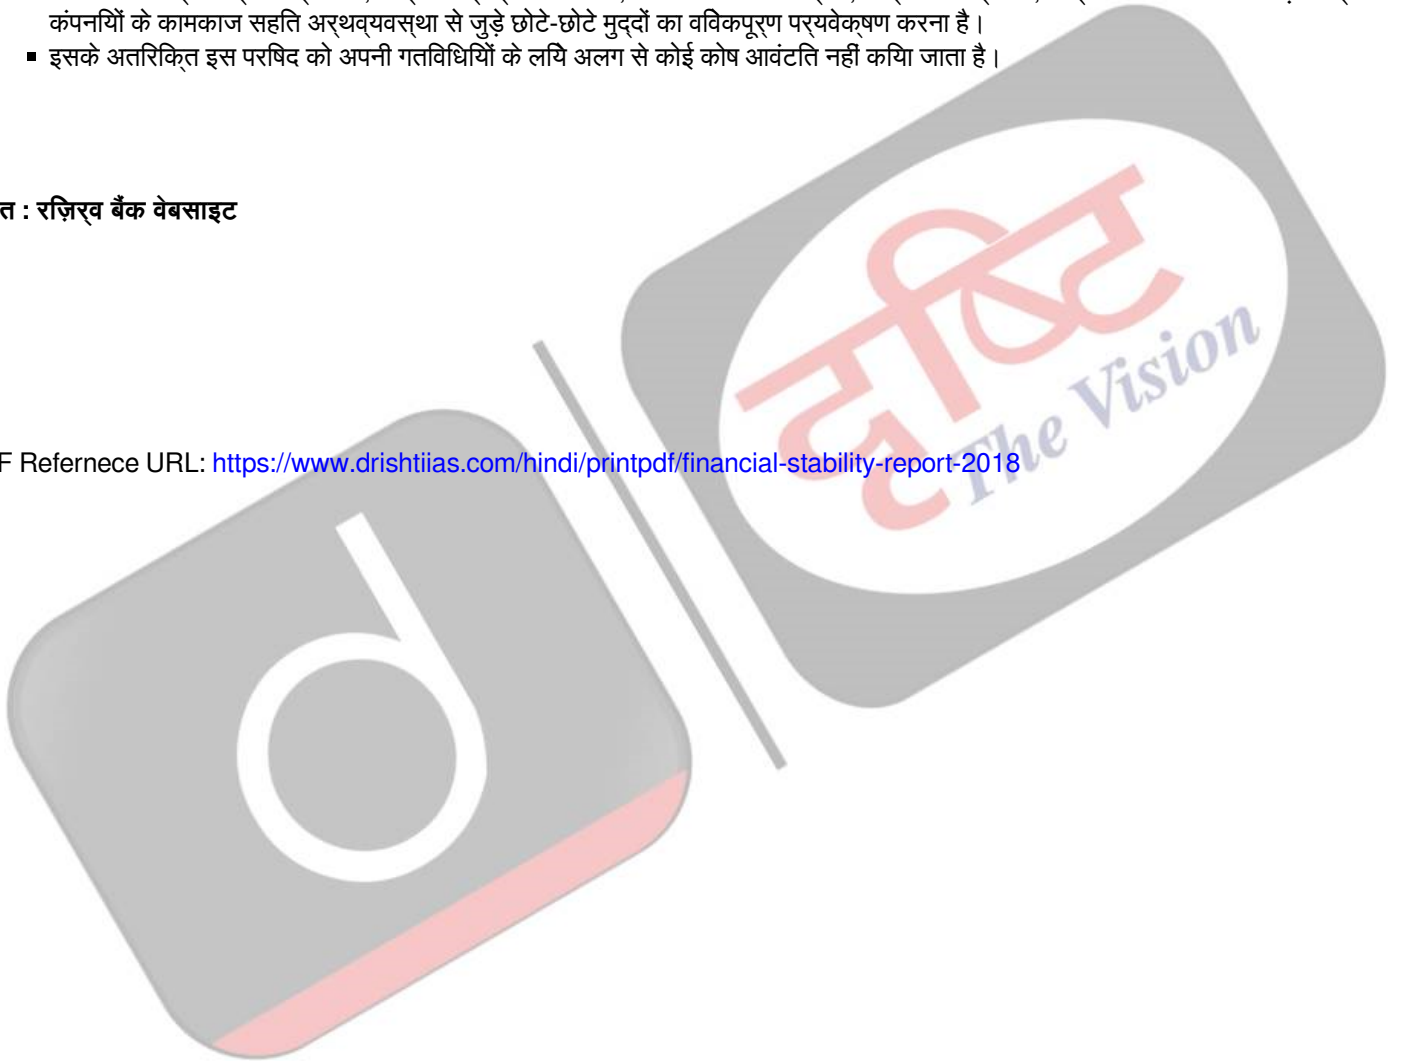 कंपनियों के कामकाज सहित अर्थव्यवस्था से जुड़े छोटे-छोटे मुद्दों का विवेकपूर्ण पर्यवेक्षण करना है।
▪ इसके अतिरिक्त इस परिषद को अपनी गतिविधियों के लिये अलग से कोई कोष आवंटित नहीं किया जाता है।
त : रिज़र्व बैंक वेबसाइट
दृष्टि
The Vision
F Refernece URL: https://www.drishtiias.com/hindi/printpdf/financial-stability-report-2018
d